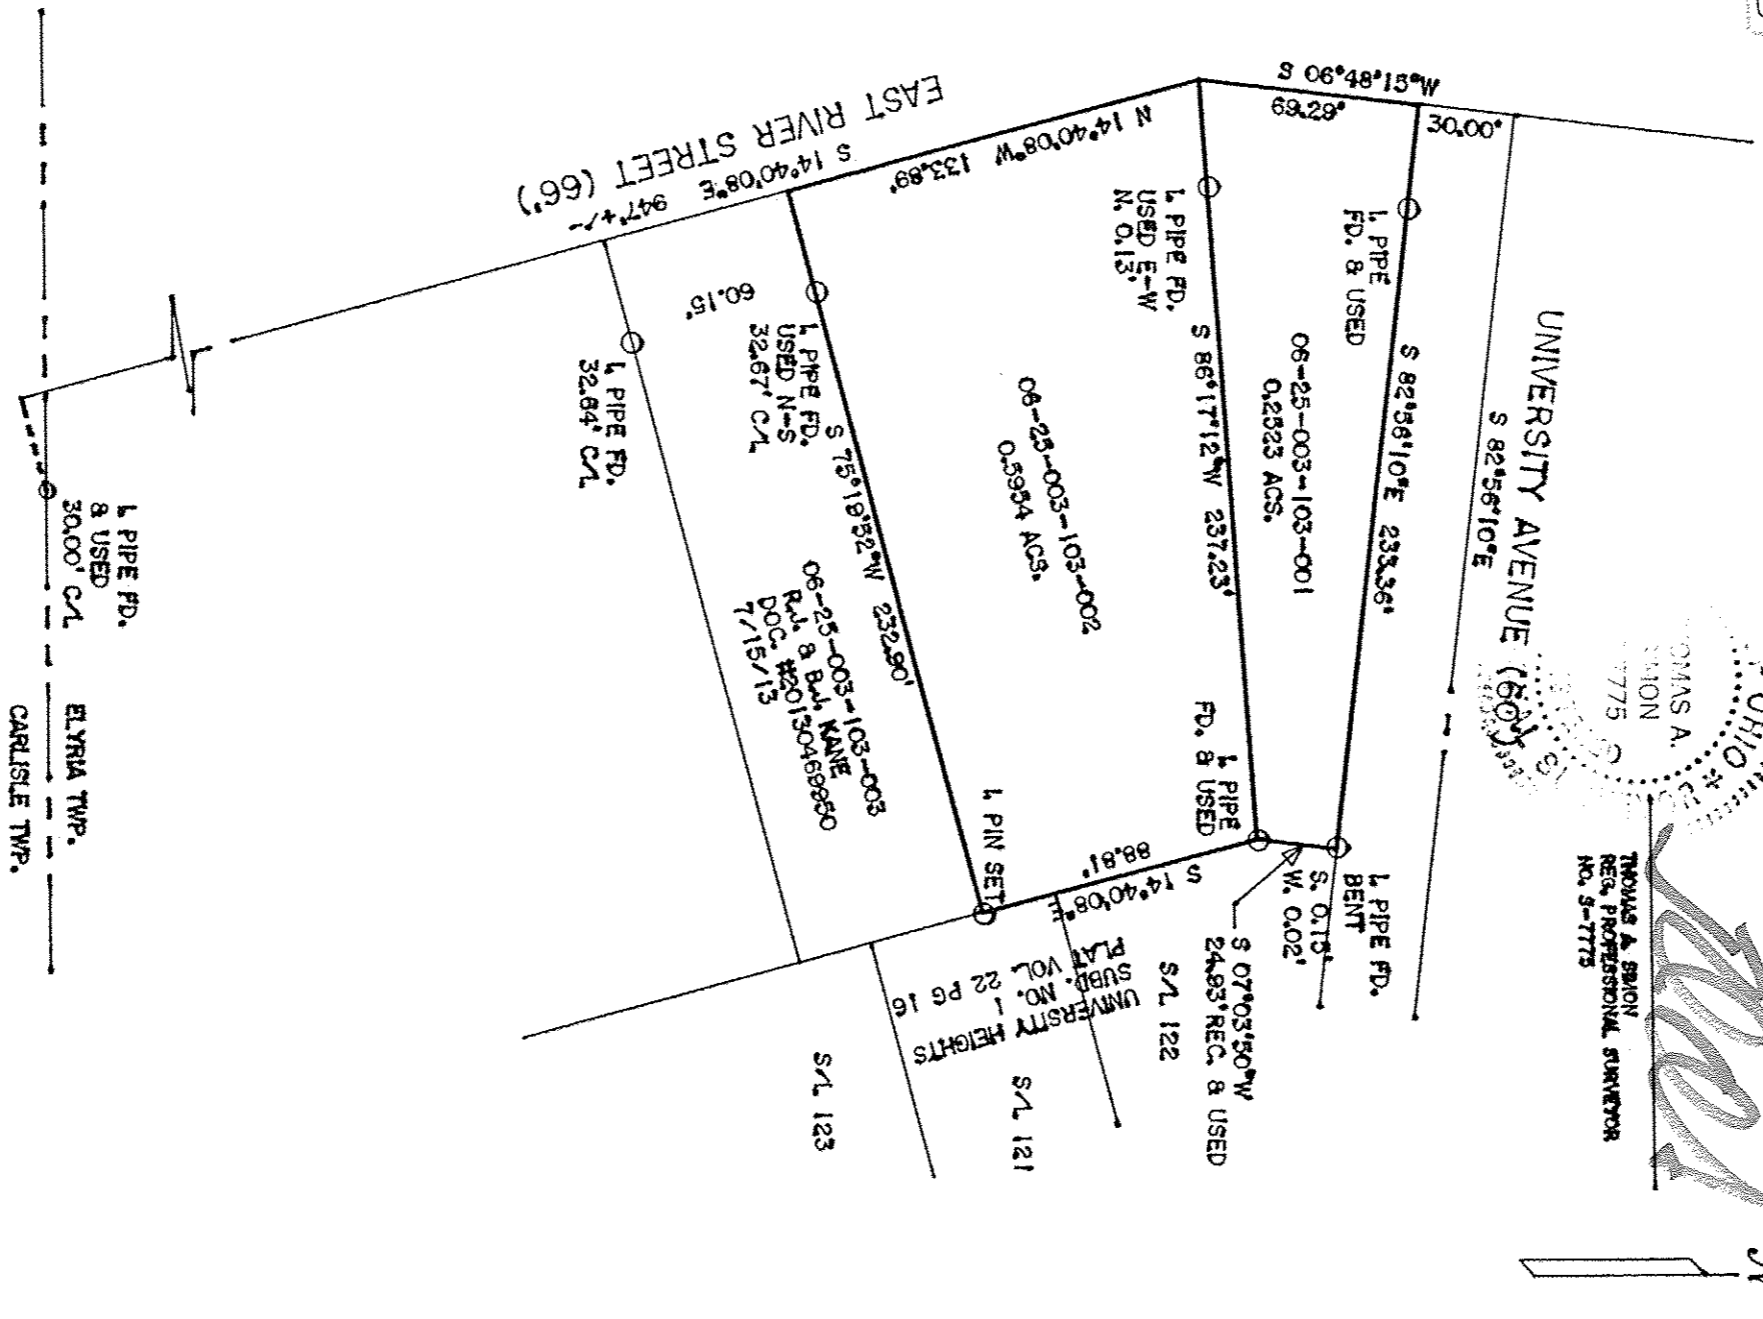 S 06°48'15"W
69.29'
30.00'
EAST RIVER STREET (66')
S 14°40'08"E 947'+/-
N 14°40'08"W 133.89'
UNIVERSITY AVENUE (60')
S 82°56'10"E
I. PIPE
FD. & USED
S 82°56'10"E 233.36'
06-25-003-103-001
0.2523 ACS.
I. PIPE FD.
USED E-W
N. 0.13'
S 86°17'12"W 237.23'
06-25-003-103-002
0.5954 ACS.
I. PIPE
FD. & USED
I. PIPE FD.
BENT
S. 0.15'
W. 0.02'
S 07°03'50"W
24.93' REC. & USED
60.15'
I. PIPE FD.
USED N-S
32.67' C/L
S 75°19'52"W 232.90'
I. PIPE FD.
32.64' C/L
06-25-003-103-003
R.J. & B.J. KANE
DOC. #20130469950
7/15/13
I. PIN SET
88.81'
S 14°40'08"E
UNIVERSITY HEIGHTS
SUBD. NO. 1
PLAT VOL. 22 PG 16
S/L 122
S/L 121
S/L 123
I. PIPE FD.
& USED
30.00' C/L
ELYRIA TWP.
CARLISLE TWP.
OHIO
OMAS A.
7775
THOMAS A. SIMON
REG. PROFESSIONAL SURVEYOR
NO. S-7775